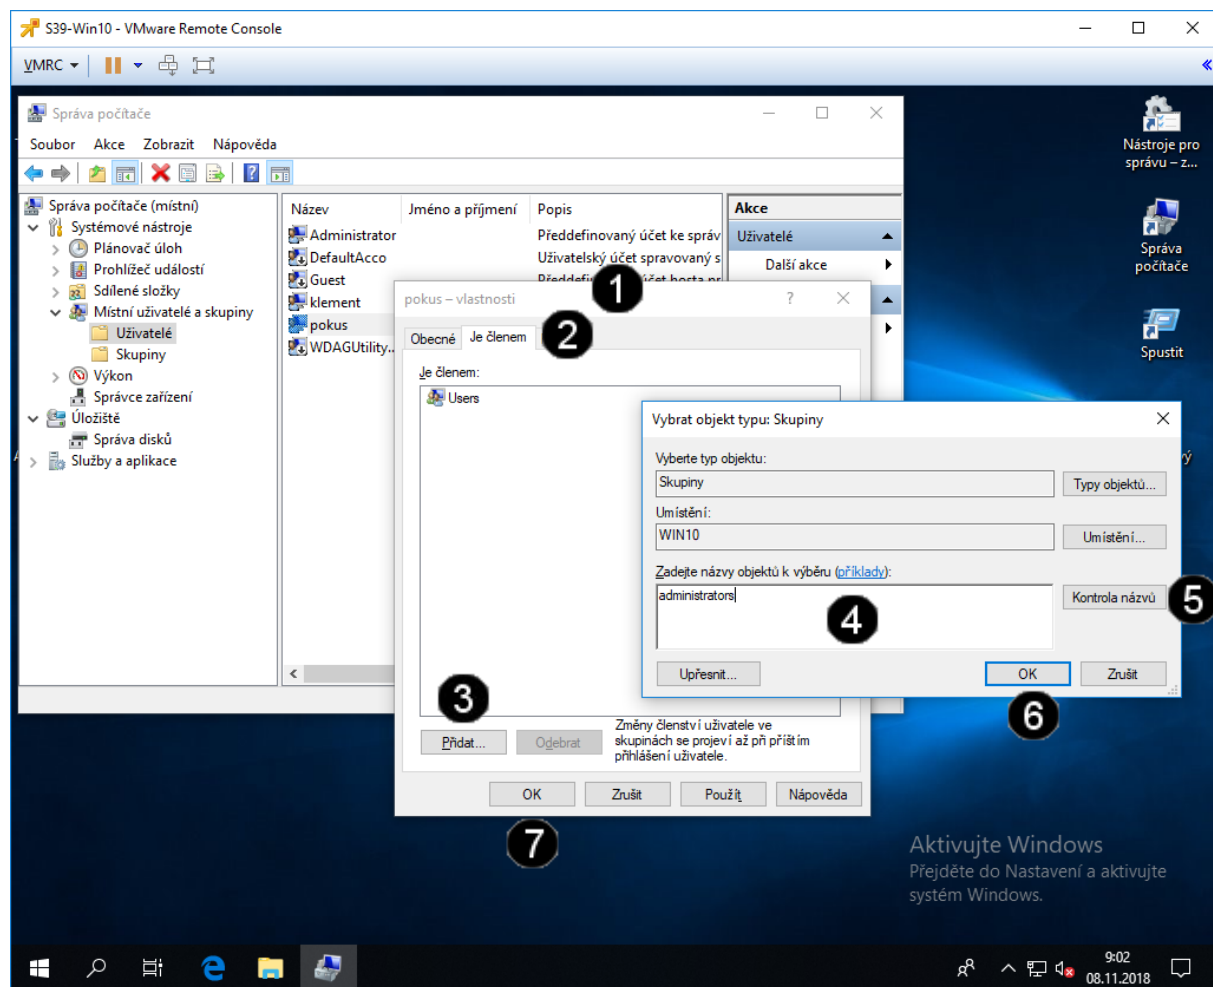 S39-Win10 - VMware Remote Console
VMRC
Správa počítače
Soubor Akce Zobrazit Nápověda
Správa počítače (místní)
Systémové nástroje
Plánovač úloh
Prohlížeč událostí
Sdílené složky
Místní uživatelé a skupiny
Uživatelé
Skupiny
Výkon
Správce zařízení
Úložiště
Správa disků
Služby a aplikace
Název Jméno a příjmení Popis
Administrator Předdefinovaný účet ke správ
DefaultAcco Uživatelský účet spravovaný s
Guest
klement
pokus
WDAGUtility...
Akce
Uživatelé
Další akce
1
pokus – vlastnosti
2
Obecné Je členem
Je členem:
Users
3
Přidat... Odebrat
Změny členství uživatele ve
skupinách se projeví až při příštím
přihlášení uživatele.
OK Zrušit Použít Nápověda
7
Vybrat objekt typu: Skupiny
Vyberte typ objektu:
Skupiny Typy objektů...
Umístění:
WIN10 Umístění...
Zadejte názvy objektů k výběru (příklady):
administrators Kontrola názvů
4
5
Upřesnit... OK Zrušit
6
Nástroje pro
správu – z...
Správa
počítače
Spustit
Aktivujte Windows
Přejděte do Nastavení a aktivujte
systém Windows.
9:02
08.11.2018